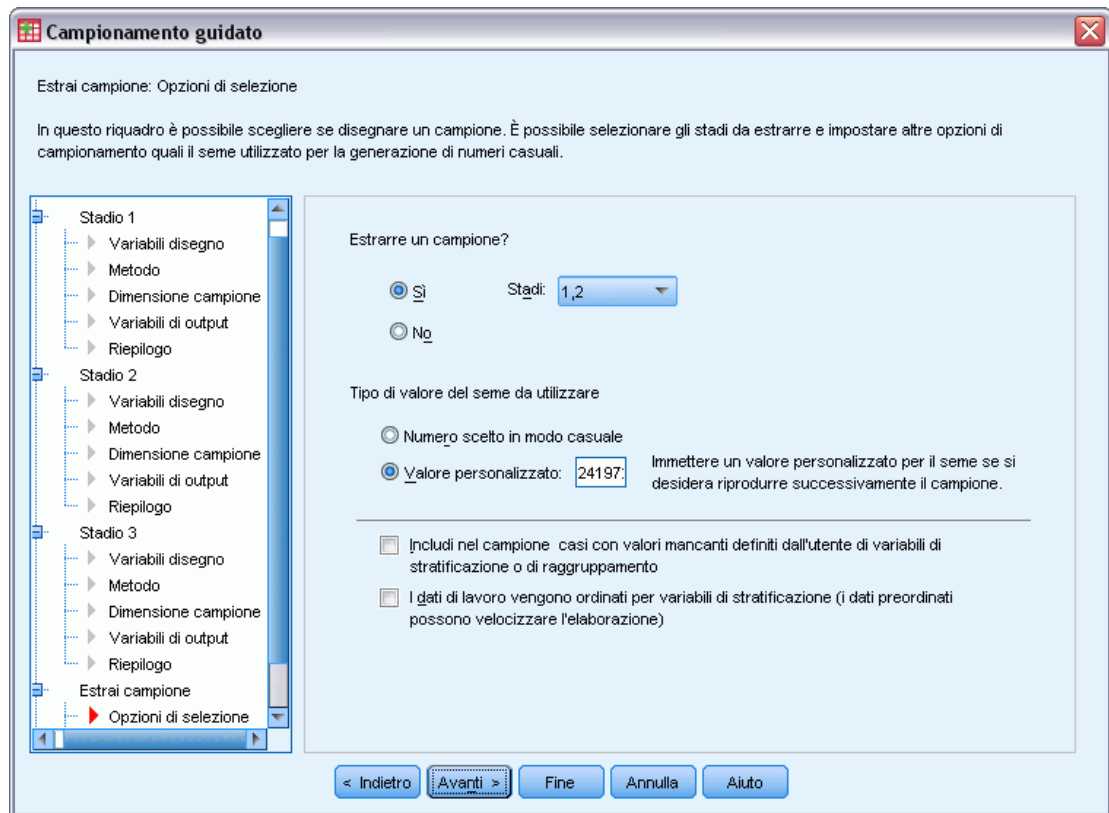 Campionamento guidato
Estrai campione: Opzioni di selezione
In questo riquadro è possibile scegliere se disegnare un campione. È possibile selezionare gli stadi da estrarre e impostare altre opzioni di
campionamento quali il seme utilizzato per la generazione di numeri casuali.
Stadio 1
Variabili disegno
Metodo
Dimensione campione
Variabili di output
Riepilogo
Stadio 2
Variabili disegno
Metodo
Dimensione campione
Variabili di output
Riepilogo
Stadio 3
Variabili disegno
Metodo
Dimensione campione
Variabili di output
Riepilogo
Estrai campione
Opzioni di selezione
Estrarre un campione?
Sì Stadi: 1,2
No
Tipo di valore del seme da utilizzare
Numero scelto in modo casuale
Valore personalizzato: 24197
Immettere un valore personalizzato per il seme se si
desidera riprodurre successivamente il campione.
Includi nel campione casi con valori mancanti definiti dall'utente di variabili di
stratificazione o di raggruppamento
I dati di lavoro vengono ordinati per variabili di stratificazione (i dati preordinati
possono velocizzare l'elaborazione)
< Indietro Avanti > Fine Annulla Aiuto